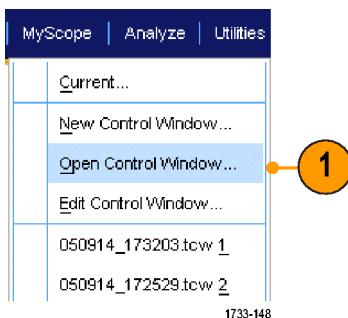 MyScope | Analyze | Utilities
Current...
New Control Window...
Open Control Window...
1
Edit Control Window...
050914_173203.tcw 1
050914_172529.tcw 2
1733-148